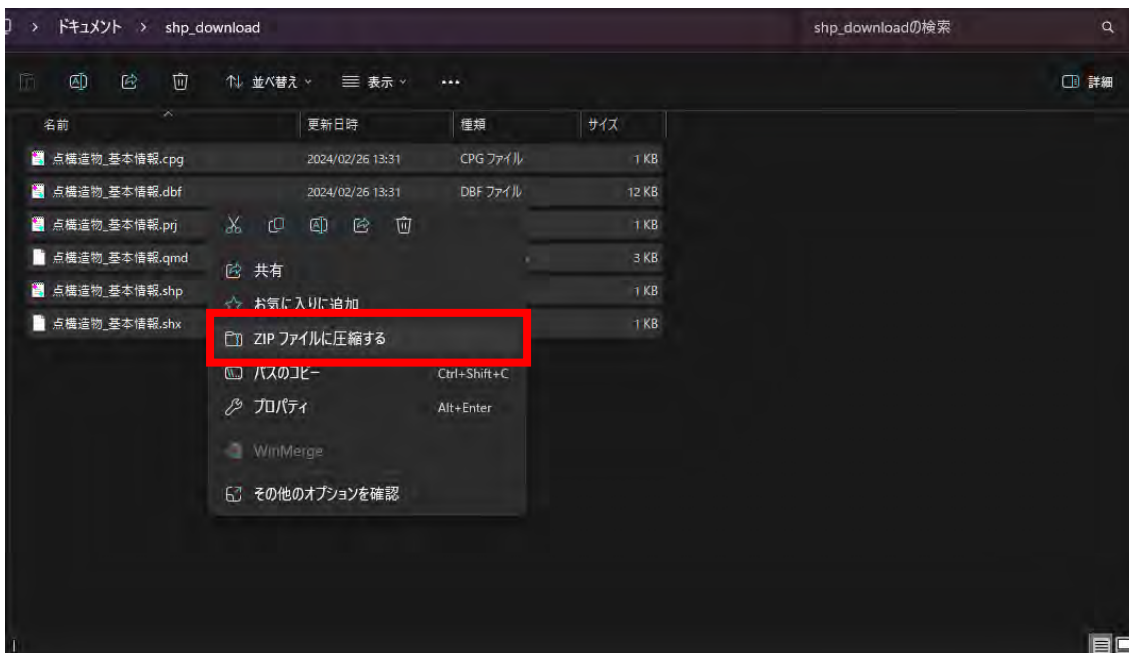 ドキュメント > shp_download
shp_downloadの検索
並べ替え
表示
詳細
名前 更新日時 種類 サイズ
点構造物_基本情報.cpg 2024/02/26 13:31 CPG ファイル 1 KB
点構造物_基本情報.dbf 2024/02/26 13:31 DBF ファイル 12 KB
点構造物_基本情報.prj 1 KB
点構造物_基本情報.qmd 3 KB
点構造物_基本情報.shp 1 KB
点構造物_基本情報.shx 1 KB
共有
お気に入りに追加
ZIP ファイルに圧縮する
パスのコピー Ctrl+Shift+C
プロパティ Alt+Enter
WinMerge
その他のオプションを確認